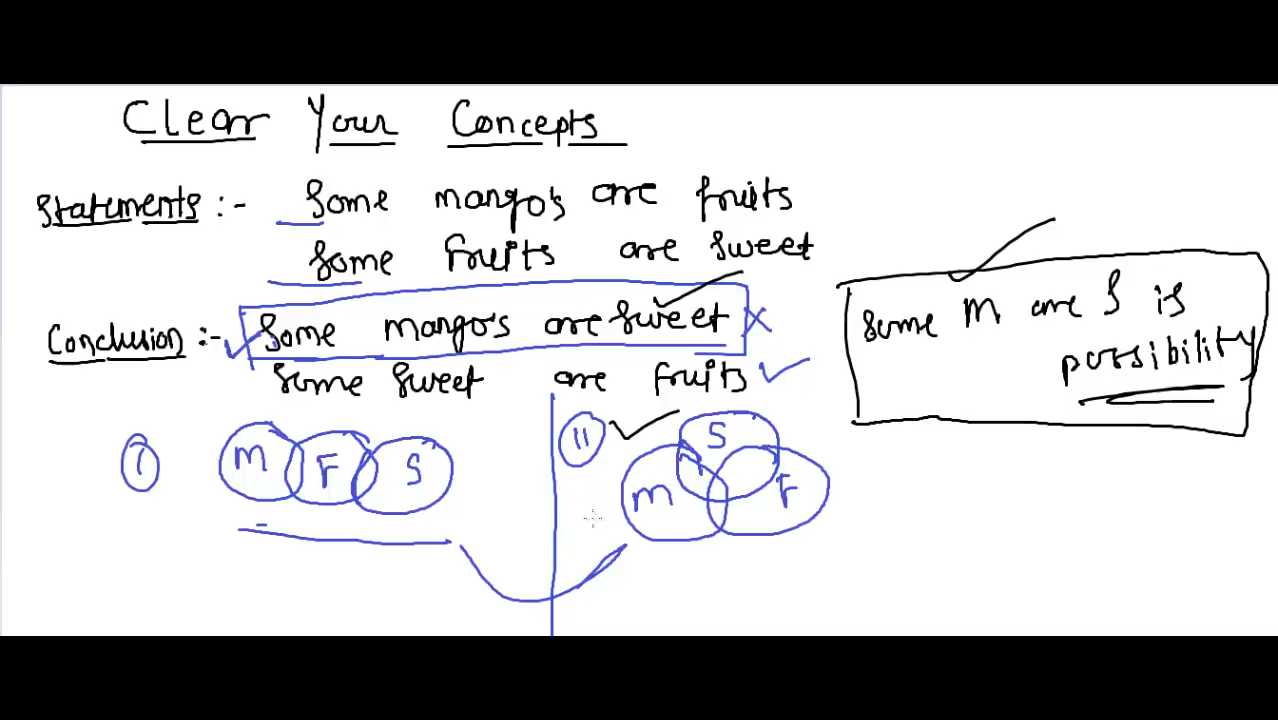 Clear Your Concepts
Statements :- Some mango's are fruits
Some Fruits are sweet
Conclusion :- Some mango's are sweet
Some sweet are fruits
Some m are S is
possibility
I
M F S
II
S
M F